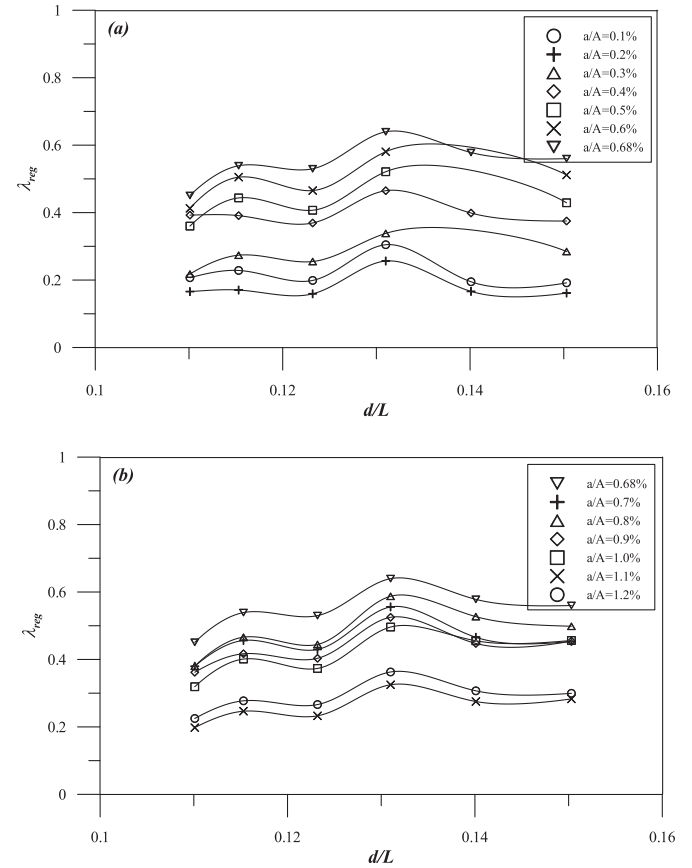 (a)
1
0.8
0.6
0.4
0.2
0
λreg
a/A=0.1%
a/A=0.2%
a/A=0.3%
a/A=0.4%
a/A=0.5%
a/A=0.6%
a/A=0.68%
0.1
0.12
0.14
0.16
d/L
(b)
1
0.8
0.6
0.4
0.2
0
λreg
a/A=0.68%
a/A=0.7%
a/A=0.8%
a/A=0.9%
a/A=1.0%
a/A=1.1%
a/A=1.2%
0.1
0.12
0.14
0.16
d/L